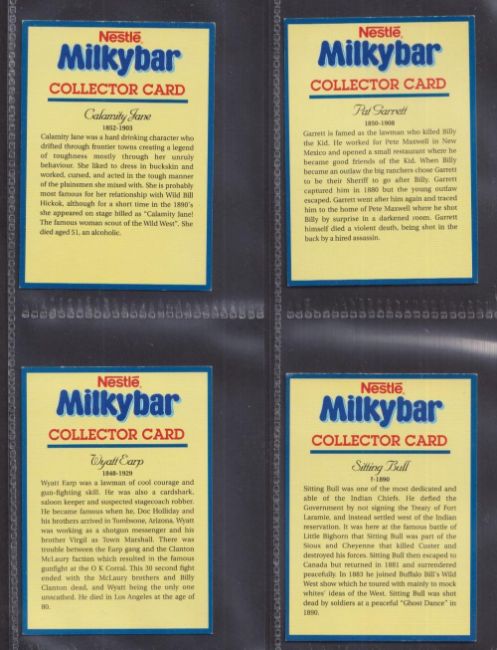 Nestlé
Milkybar
COLLECTOR CARD
Calamity Jane
1852-1903
Calamity Jane was a hard drinking character who
drifted through frontier towns creating a legend
of toughness mostly through her unruly
behaviour. She liked to dress in buckskin and
worked, cursed, and acted in the tough manner
of the plainsmen she mixed with. She is probably
most famous for her relationship with Wild Bill
Hickok, although for a short time in the 1890's
she appeared on stage billed as "Calamity Jane!
The famous woman scout of the Wild West". She
died aged 51, an alcoholic.
Nestlé
Milkybar
COLLECTOR CARD
Pat Garrett
1850-1908
Garrett is famed as the lawman who killed Billy
the Kid. He worked for Pete Maxwell in New
Mexico and opened a small restaurant where he
became good friends of the Kid. When Billy
became an outlaw the big ranchers chose Garrett
to be their Sheriff to go after Billy. Garrett
captured him in 1880 but the young outlaw
escaped. Garrett went after him again and traced
him to the home of Pete Maxwell where he shot
Billy by surprise in a darkened room. Garrett
himself died a violent death, being shot in the
back by a hired assassin.
Nestlé
Milkybar
COLLECTOR CARD
Wyatt Earp
1848-1929
Wyatt Earp was a lawman of cool courage and
gun-fighting skill. He was also a cardshark,
saloon keeper and suspected stagecoach robber.
He became famous when he, Doc Holliday and
his brothers arrived in Tombsone, Arizona. Wyatt
was working as a shotgun messenger and his
brother Virgil as Town Marshall. There was
trouble between the Earp gang and the Clanton
McLaury faction which resulted in the famous
gunfight at the O K Corral. This 30 second fight
ended with the McLaury brothers and Billy
Clanton dead, and Wyatt being the only one
unscathed. He died in Los Angeles at the age of
80.
Nestlé
Milkybar
COLLECTOR CARD
Sitting Bull
?-1890
Sitting Bull was one of the most dedicated and
able of the Indian Chiefs. He defied the
Government by not signing the Treaty of Fort
Laramie, and instead settled west of the Indian
reservation. It was here at the famous battle of
Little Bighorn that Sitting Bull was part of the
Sioux and Cheyenne that killed Custer and
destroyed his forces. Sitting Bull then escaped to
Canada but returned in 1881 and surrendered
peacefully. In 1883 he joined Buffalo Bill's Wild
West show which he toured with mainly to mock
whites' ideas of the West. Sitting Bull was shot
dead by soldiers at a peaceful "Ghost Dance" in
1890.